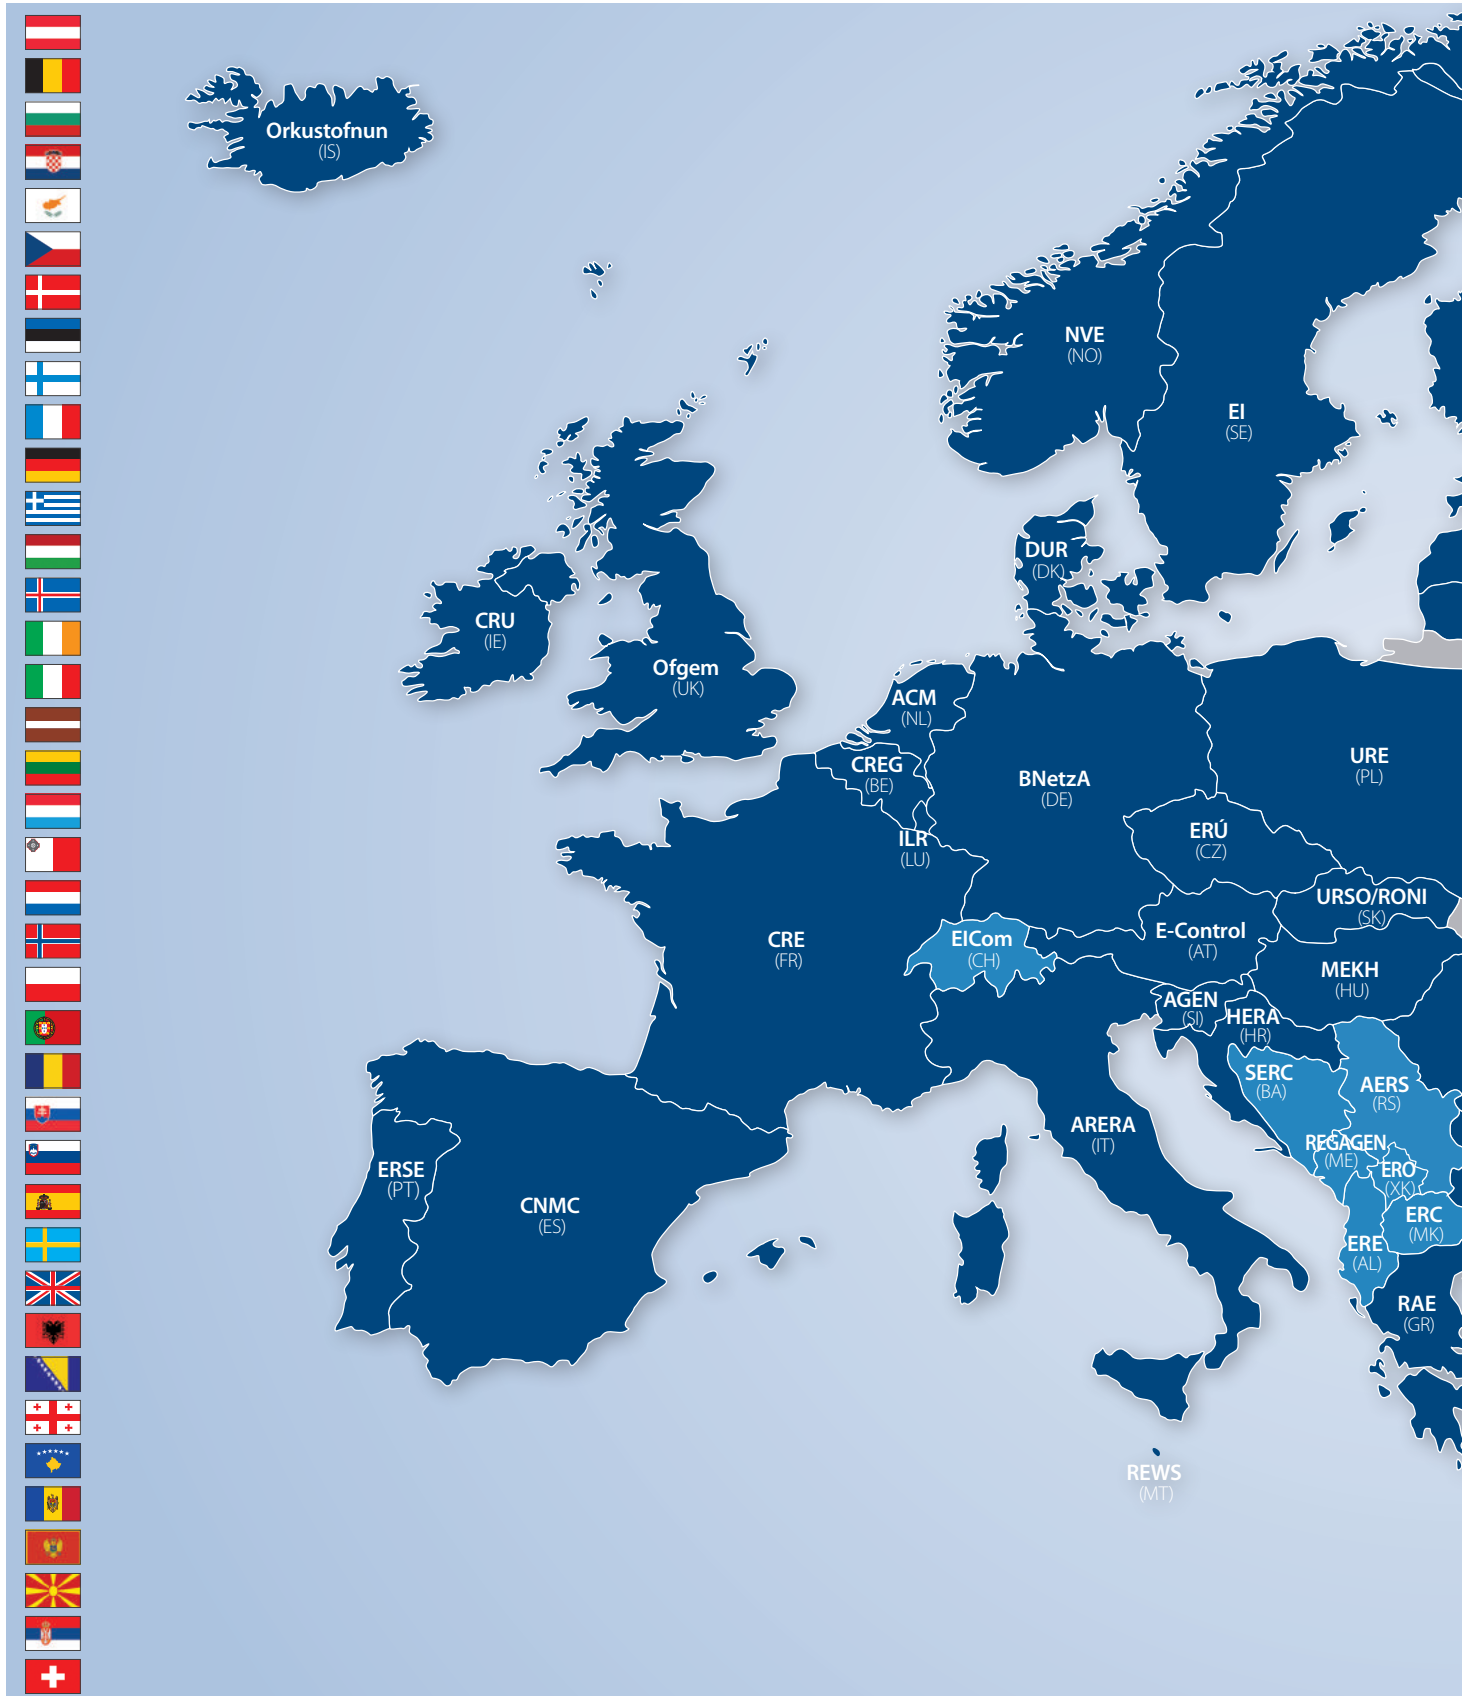 Orkustofnun
(IS)
NVE
(NO)
EI
(SE)
DUR
(DK)
CRU
(IE)
Ofgem
(UK)
ACM
(NL)
CREG
(BE)
BNetzA
(DE)
URE
(PL)
ILR
(LU)
ERÚ
(CZ)
URSO/RONI
(SK)
CRE
(FR)
ElCom
(CH)
E-Control
(AT)
MEKH
(HU)
AGEN
(SI)
HERA
(HR)
SERC
(BA)
AERS
(RS)
ARERA
(IT)
REGAGEN
(ME)
ERO
(XK)
ERSE
(PT)
CNMC
(ES)
ERC
(MK)
ERE
(AL)
RAE
(GR)
REWS
(MT)